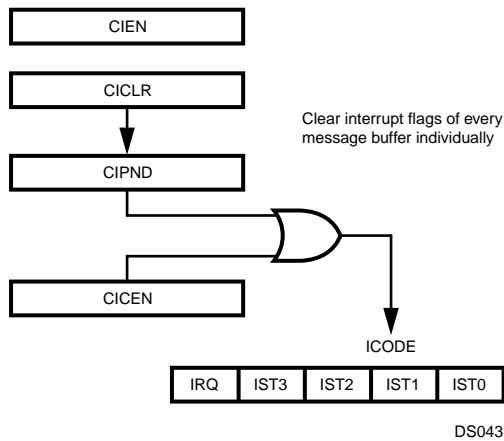 CIEN
CICLR
Clear interrupt flags of every
message buffer individually
CIPND
CICEN
ICODE
IRQ IST3 IST2 IST1 IST0
DS043